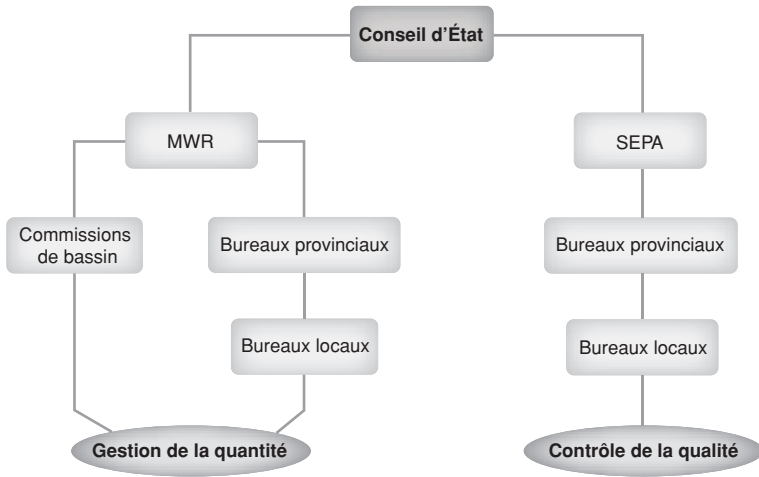 Conseil d'État
MWR
SEPA
Commissions
de bassin
Bureaux provinciaux
Bureaux provinciaux
Bureaux locaux
Bureaux locaux
Gestion de la quantité
Contrôle de la qualité